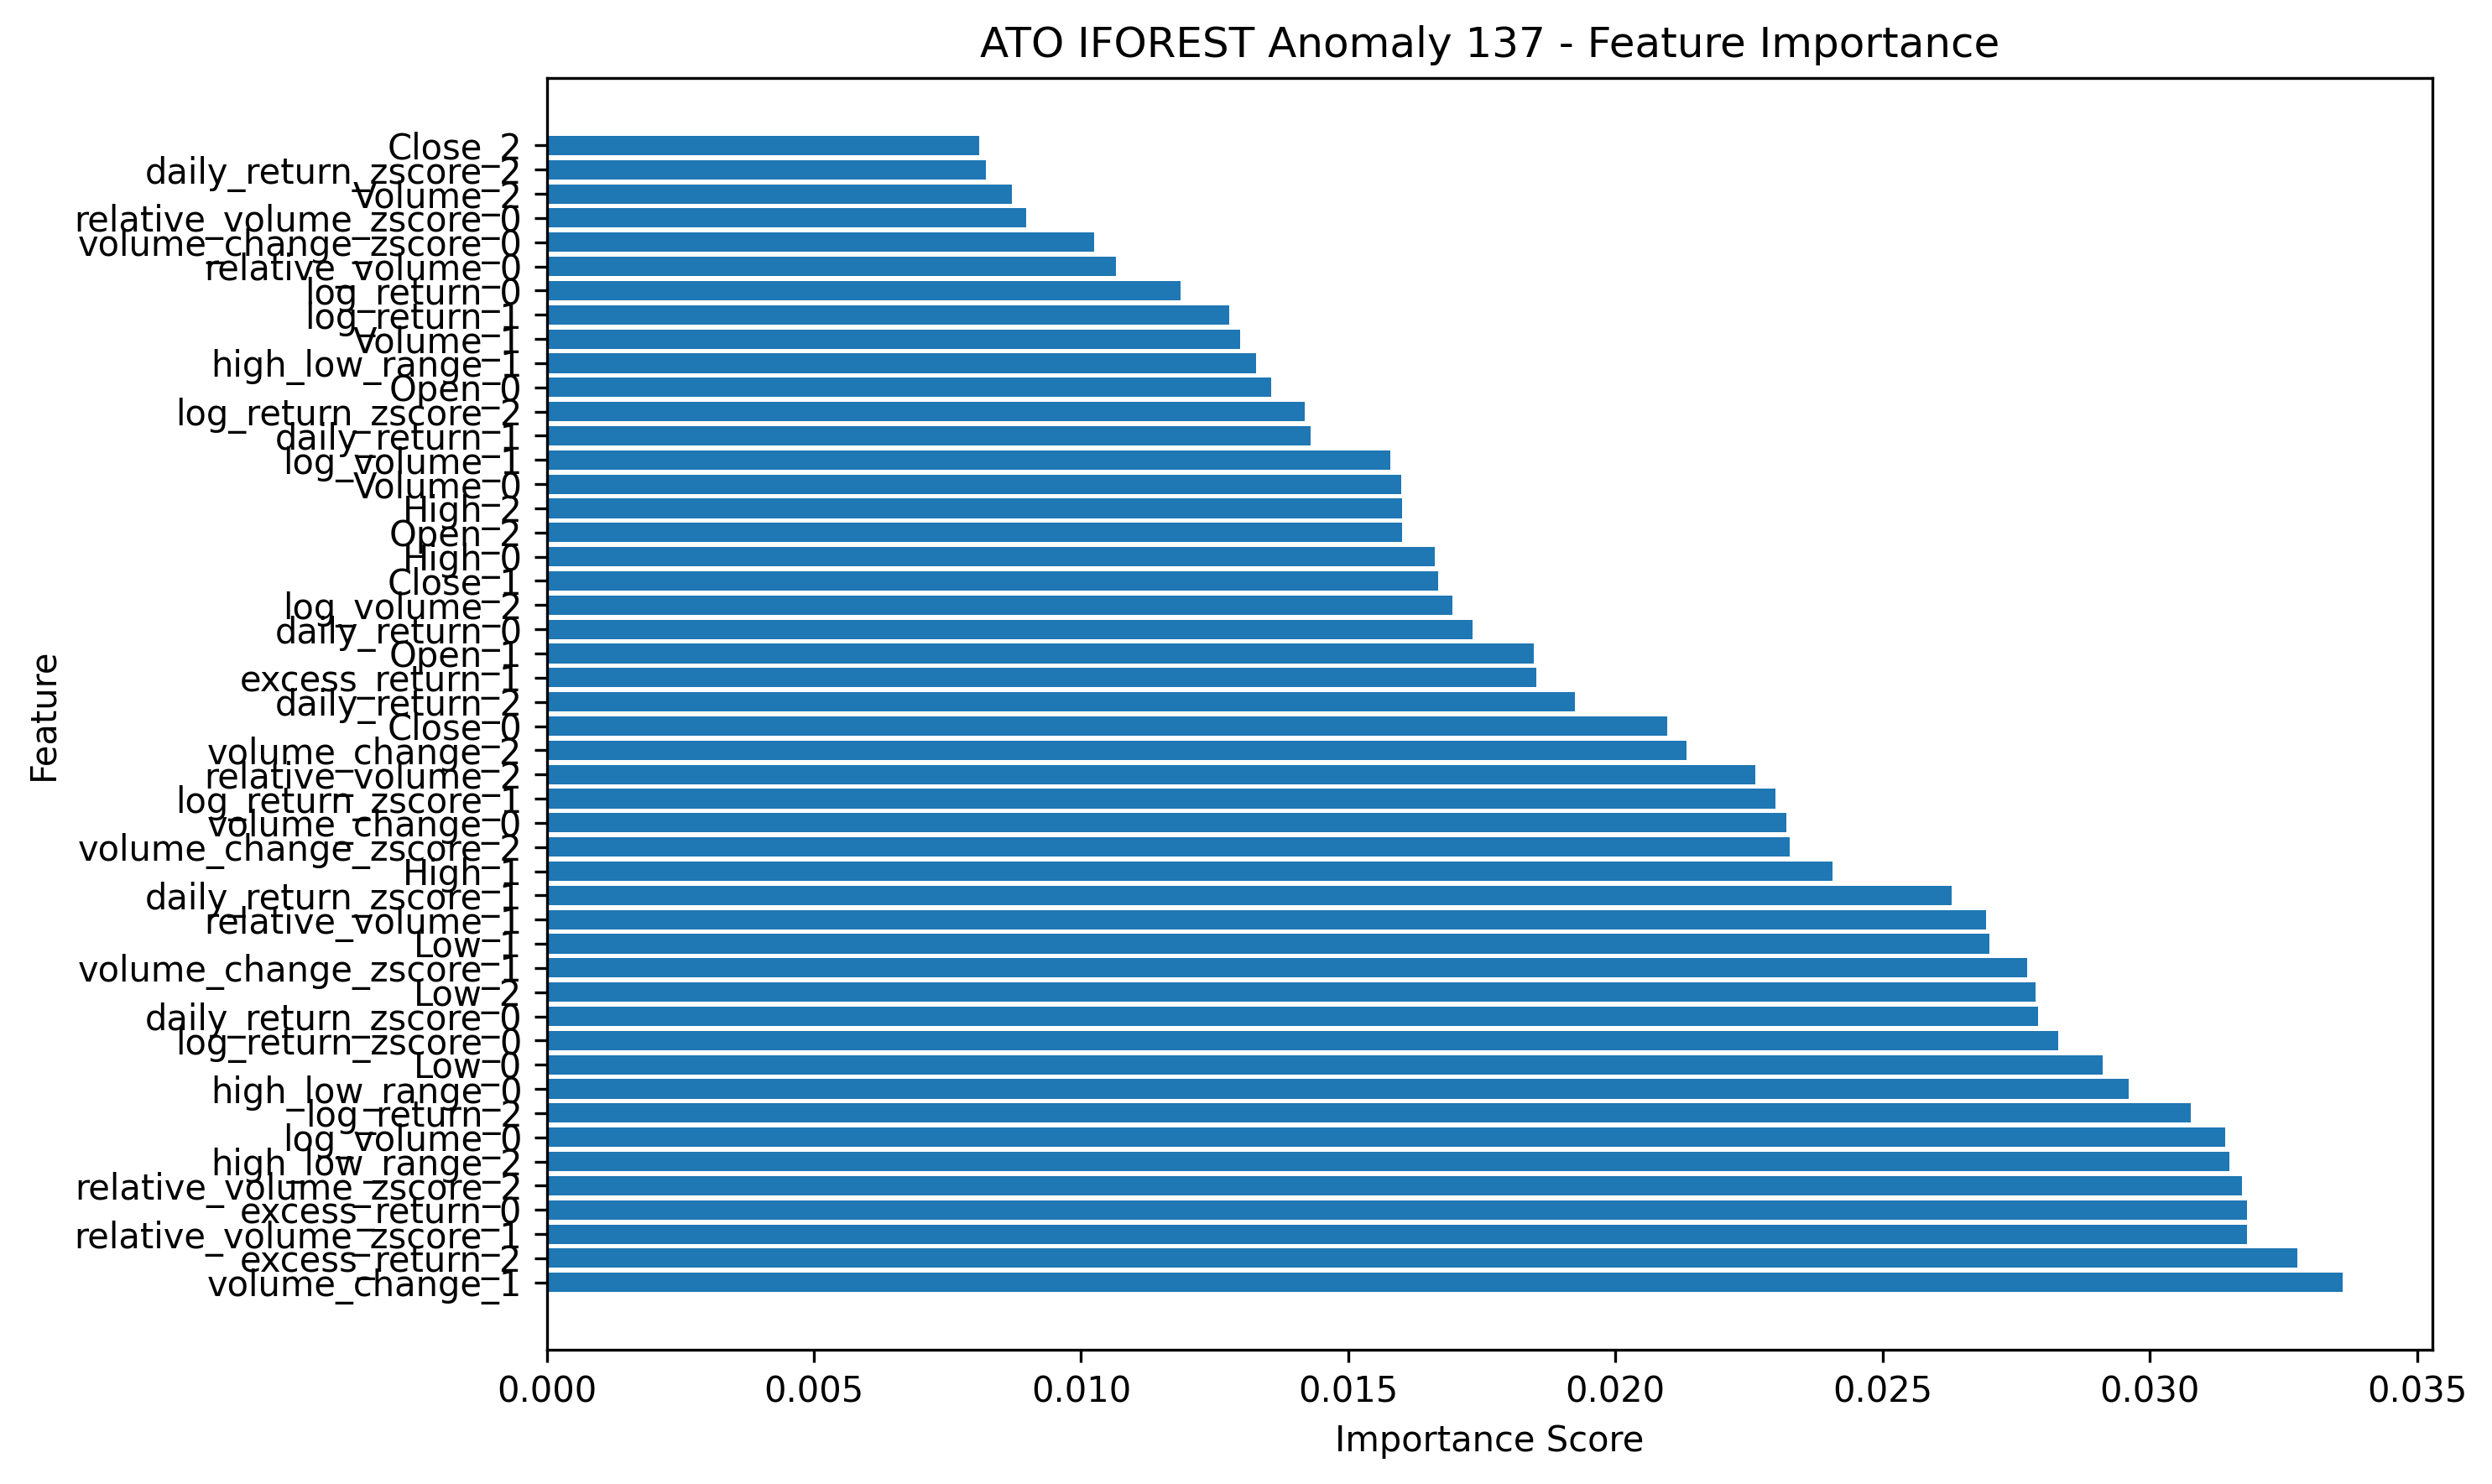 ATO IFOREST Anomaly 137 - Feature Importance
Close_2
daily_return_zscore_2
Volume_2
relative_volume_zscore_0
volume_change_zscore_0
relative_volume_0
log_return_0
log_return_1
Volume_1
high_low_range_1
Open_0
log_return_zscore_2
daily_return_1
log_volume_1
Volume_0
High_2
Open_2
High_0
Close_1
log_volume_2
daily_return_0
Open_1
excess_return_1
daily_return_2
Close_0
volume_change_2
relative_volume_2
log_return_zscore_1
volume_change_0
volume_change_zscore_2
High_1
daily_return_zscore_1
relative_volume_1
Low_1
volume_change_zscore_1
Low_2
daily_return_zscore_0
log_return_zscore_0
Low_0
high_low_range_0
log_return_2
log_volume_0
high_low_range_2
relative_volume_zscore_2
excess_return_0
relative_volume_zscore_1
excess_return_2
volume_change_1
Feature
0.000 0.005 0.010 0.015 0.020 0.025 0.030 0.035
Importance Score